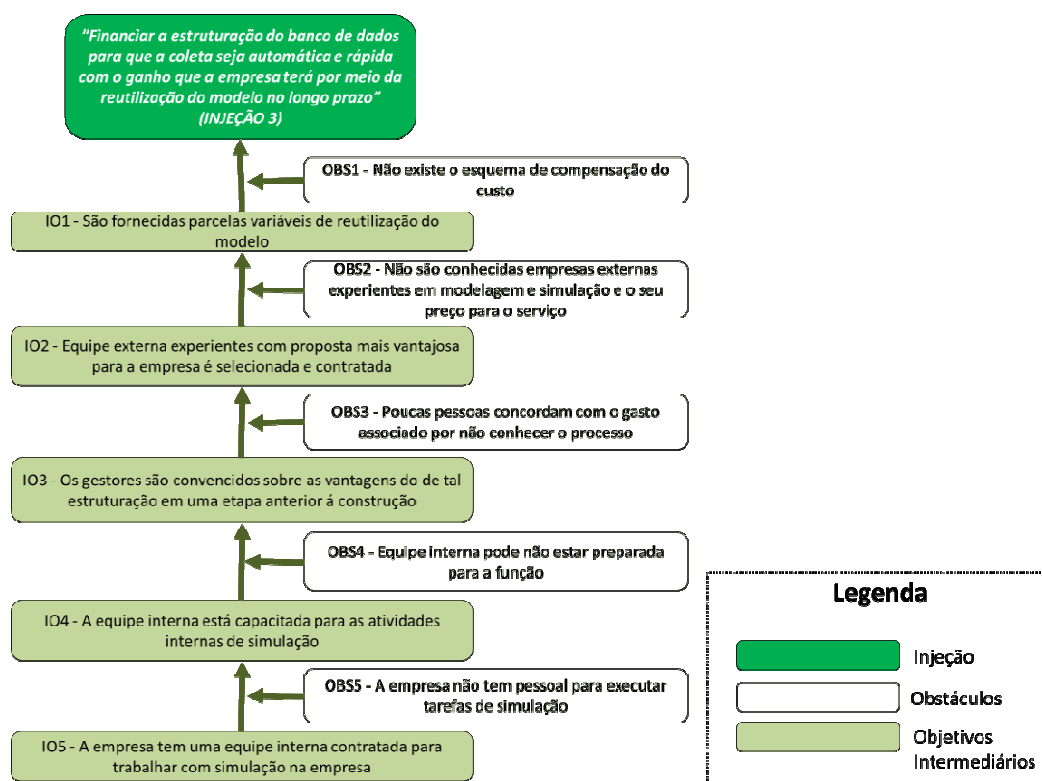 “Financiar a estruturação do banco de dados
para que a coleta seja automática e rápida
com o ganho que a empresa terá por meio da
reutilização do modelo no longo prazo”
(INJEÇÃO 3)
OBS1 - Não existe o esquema de compensação do
custo
IO1 - São fornecidas parcelas variáveis de reutilização do
modelo
OBS2 - Não são conhecidas empresas externas
experientes em modelagem e simulação e o seu
preço para o serviço
IO2 - Equipe externa experientes com proposta mais vantajosa
para a empresa é selecionada e contratada
OBS3 - Poucas pessoas concordam com o gasto
associado por não conhecer o processo
IO3 - Os gestores são convencidos sobre as vantagens do de tal
estruturação em uma etapa anterior á construção
OBS4 - Equipe interna pode não estar preparada
para a função
IO4 - A equipe interna está capacitada para as atividades
internas de simulação
OBS5 - A empresa não tem pessoal para executar
tarefas de simulação
IO5 - A empresa tem uma equipe interna contratada para
trabalhar com simulação na empresa
Legenda
Injeção
Obstáculos
Objetivos
Intermediários